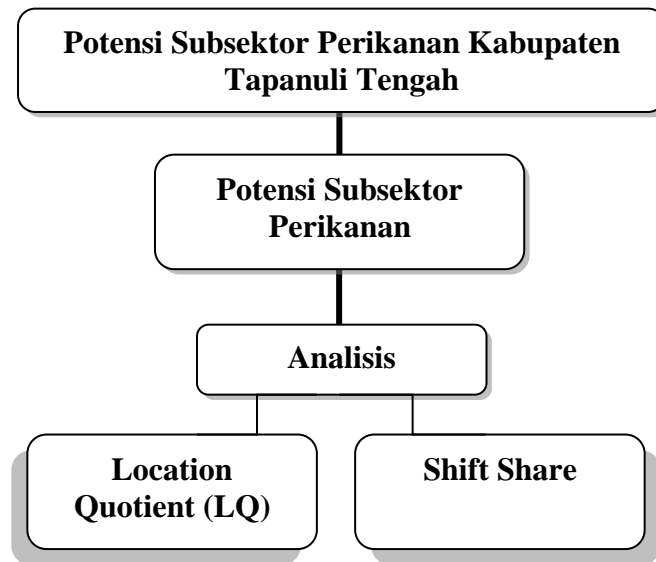 Potensi Subsektor Perikanan Kabupaten
Tapanuli Tengah
Potensi Subsektor
Perikanan
Analisis
Location
Quotient (LQ)
Shift Share